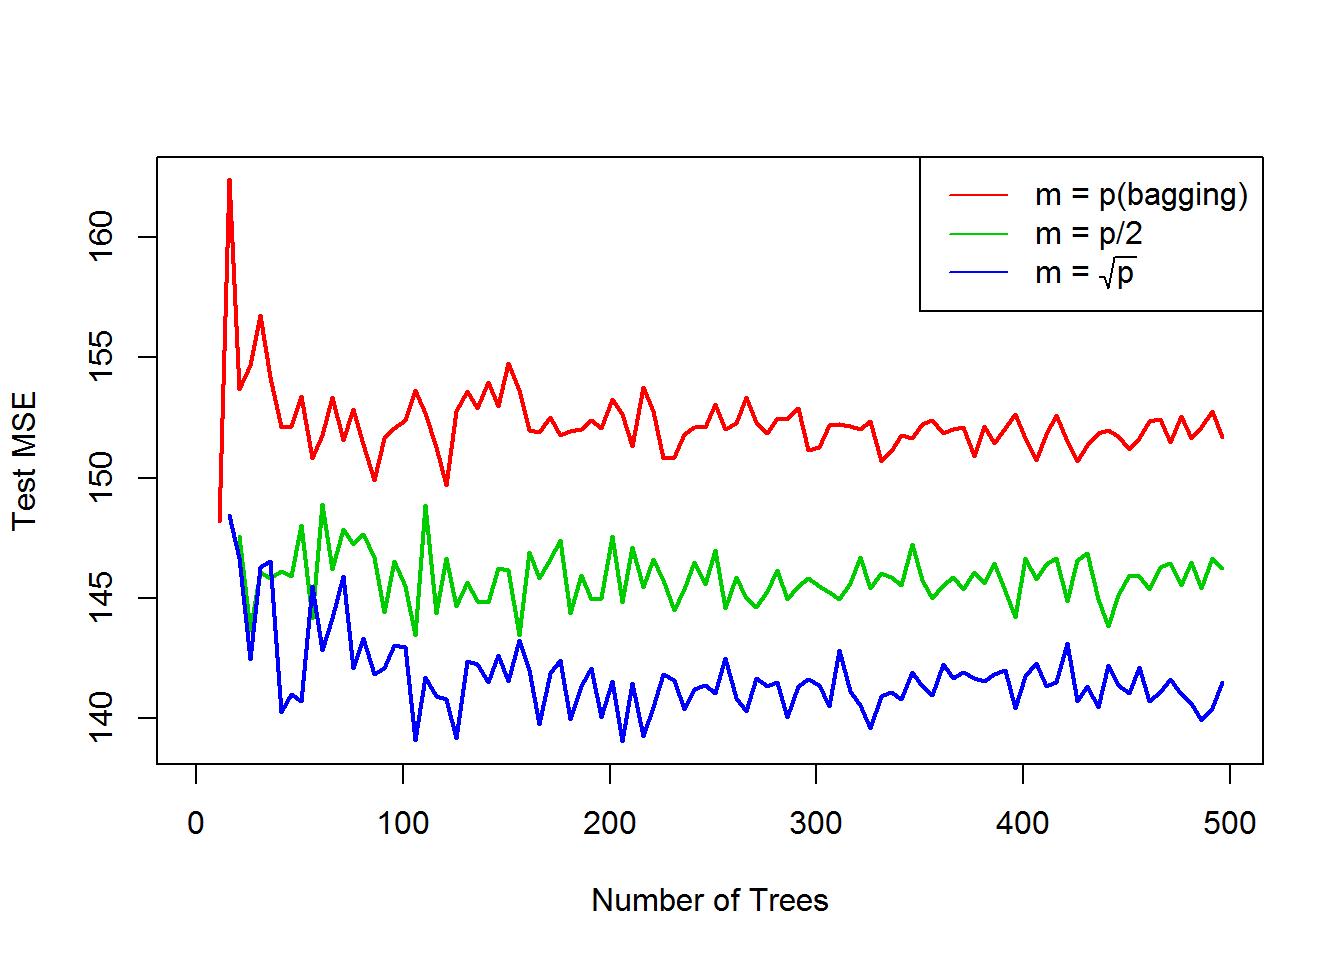 m = p(bagging)
m = p/2
m = √p
Test MSE
160
155
150
145
140
0 100 200 300 400 500
Number of Trees